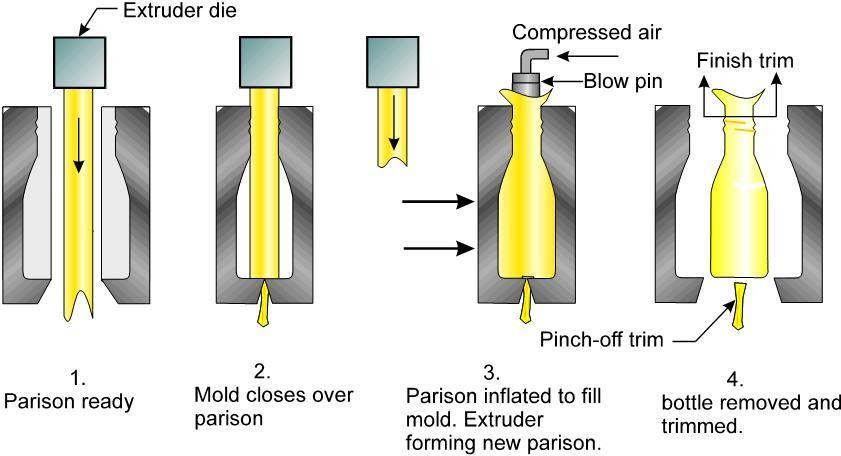 Extruder die
Compressed air
Blow pin
Finish trim
Pinch-off trim
1.
Parison ready
2.
Mold closes over
parison
3.
Parison inflated to fill
mold. Extruder
forming new parison.
4.
bottle removed and
trimmed.